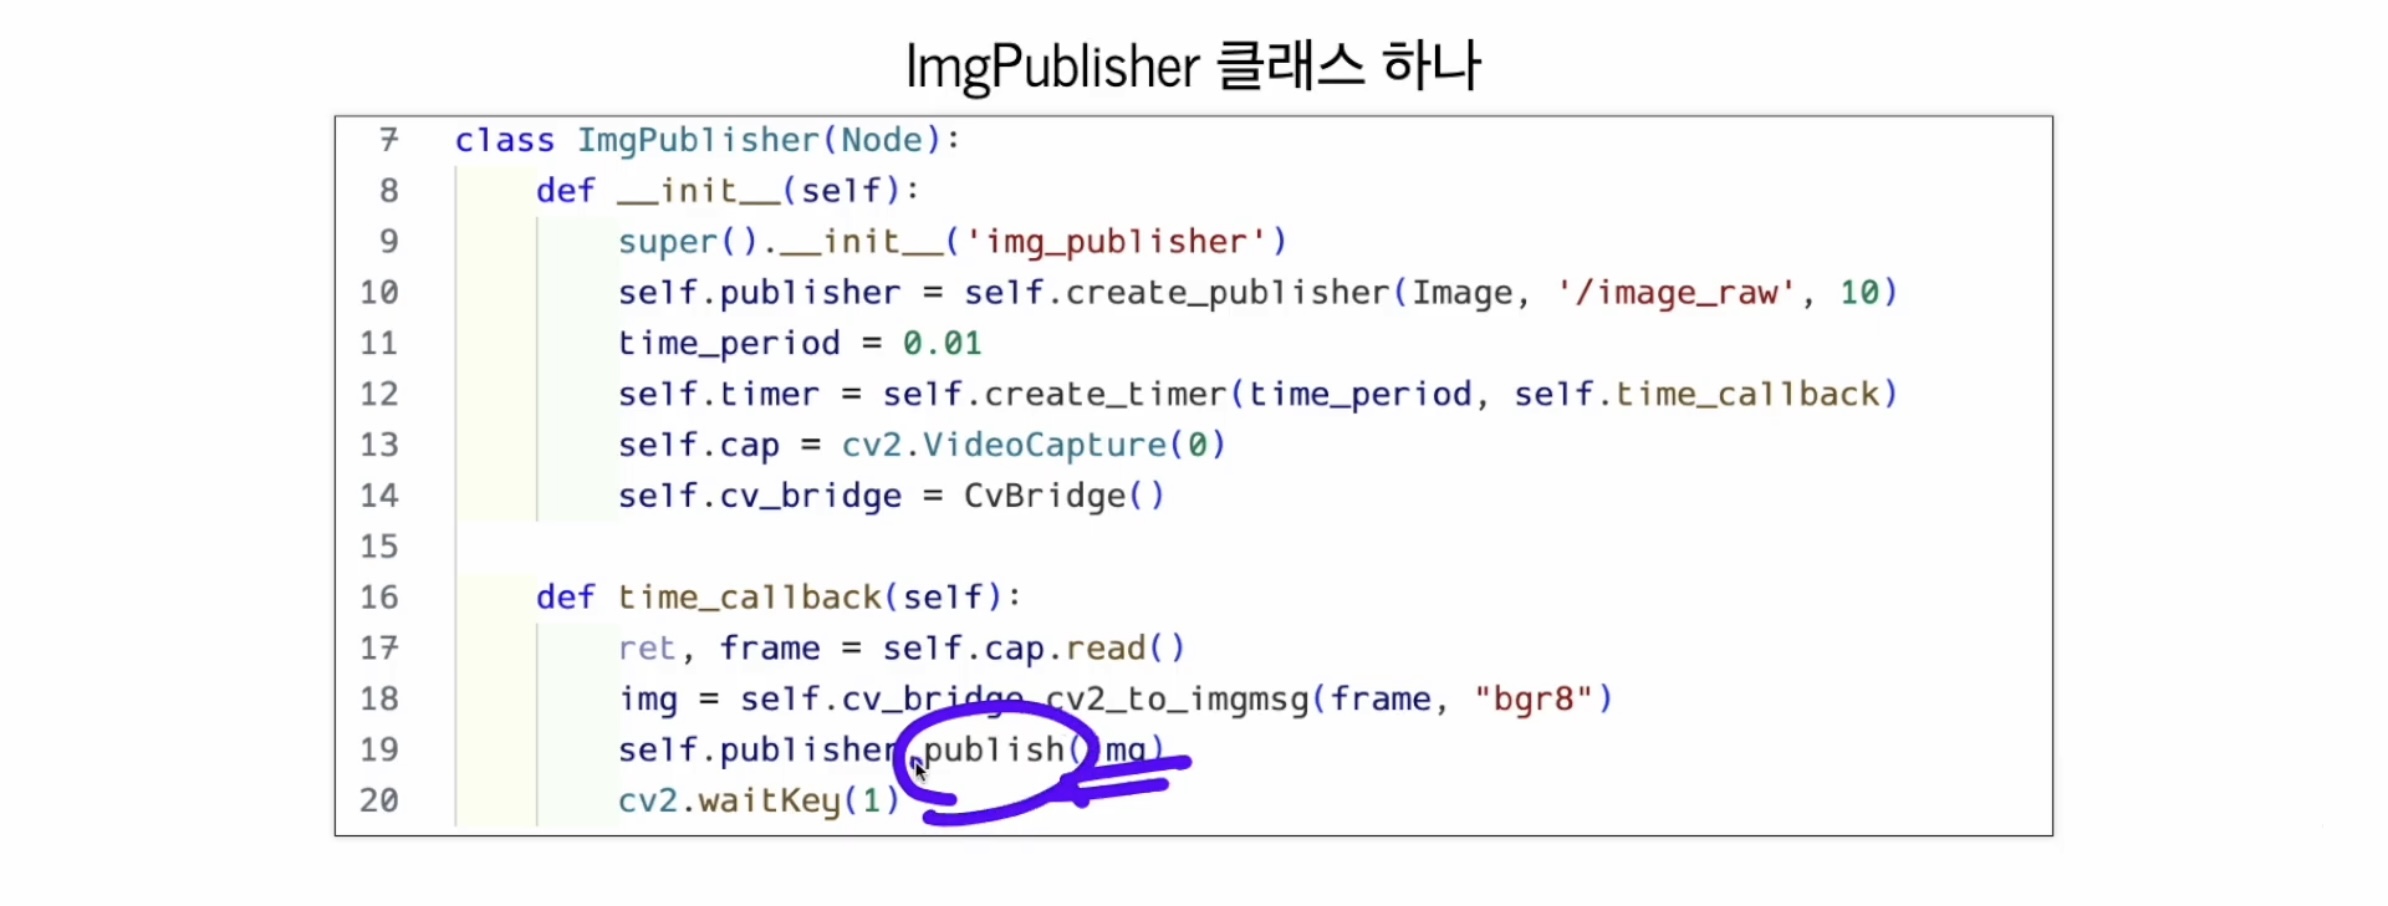 ImgPublisher 클래스 하나
7 class ImgPublisher(Node):
8 def __init__(self):
9 super().__init__('img_publisher')
10 self.publisher = self.create_publisher(Image, '/image_raw', 10)
11 time_period = 0.01
12 self.timer = self.create_timer(time_period, self.time_callback)
13 self.cap = cv2.VideoCapture(0)
14 self.cv_bridge = CvBridge()
15
16 def time_callback(self):
17 ret, frame = self.cap.read()
18 img = self.cv_bridge.cv2_to_imgmsg(frame, "bgr8")
19 self.publisher.publish(img)
20 cv2.waitKey(1)